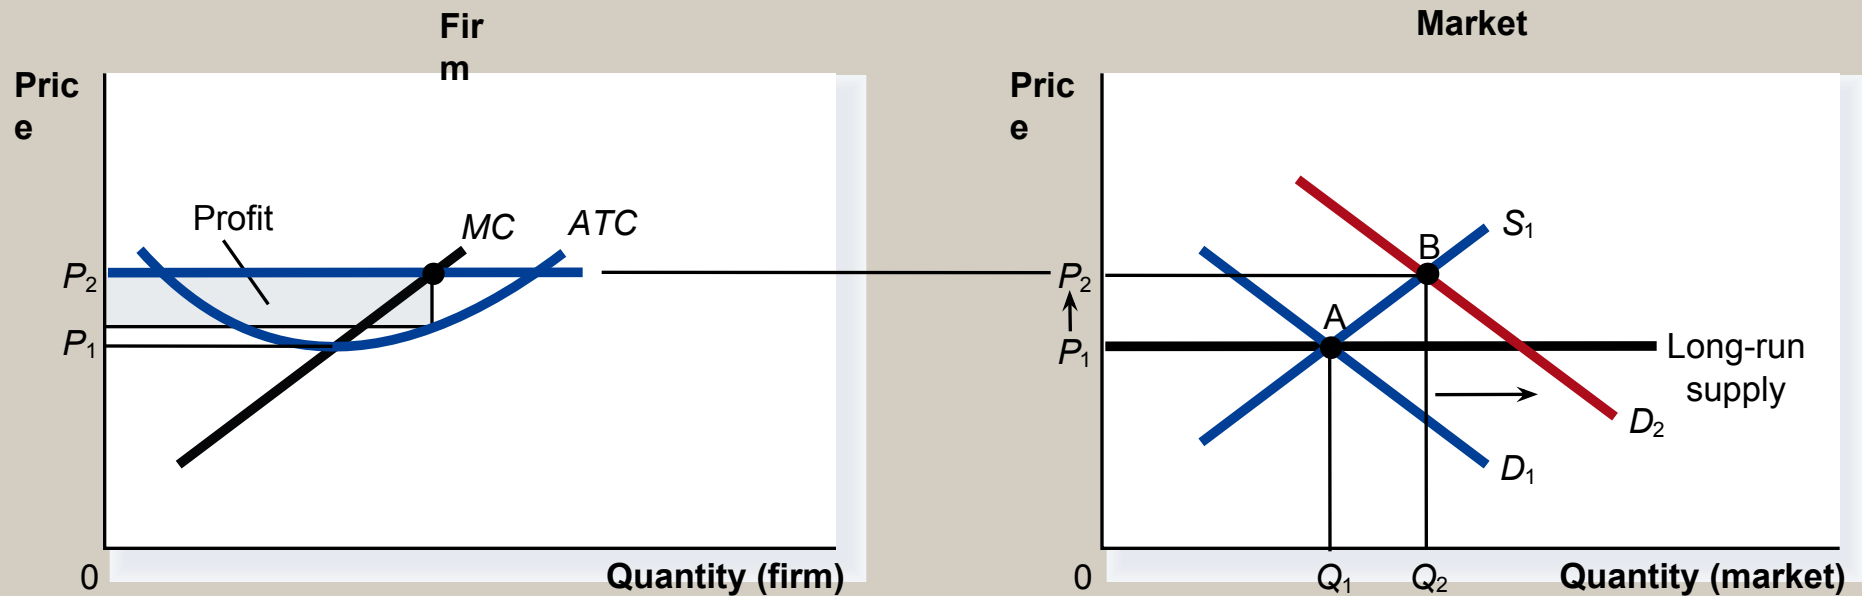 Fir
m
Pric
e
Profit
MC
ATC
P2
P1
0
Quantity (firm)
Market
Pric
e
P2
P1
S1
B
A
Long-run
supply
D2
D1
0
Q1
Q2
Quantity (market)